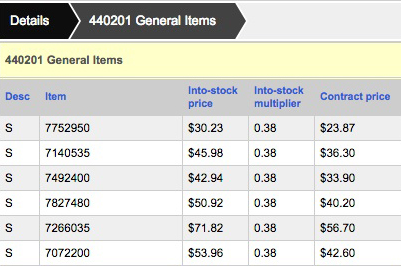 Details 440201 General Items
440201 General Items
Desc Item Into-stock price Into-stock multiplier Contract price
S 7752950 $30.23 0.38 $23.87
S 7140535 $45.98 0.38 $36.30
S 7492400 $42.94 0.38 $33.90
S 7827480 $50.92 0.38 $40.20
S 7266035 $71.82 0.38 $56.70
S 7072200 $53.96 0.38 $42.60